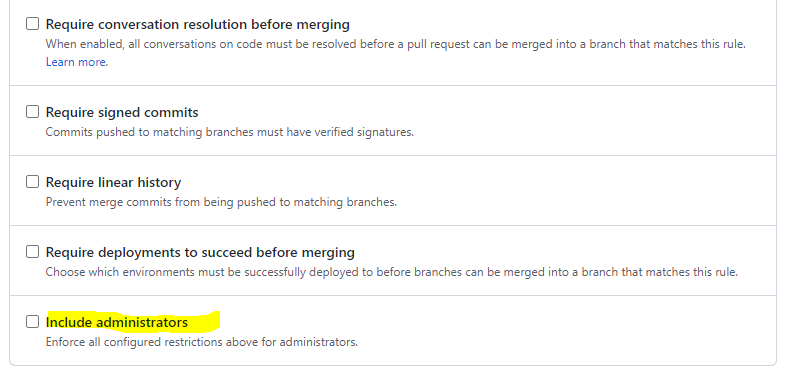 Require conversation resolution before merging
When enabled, all conversations on code must be resolved before a pull request can be merged into a branch that matches this rule.
Learn more.
Require signed commits
Commits pushed to matching branches must have verified signatures.
Require linear history
Prevent merge commits from being pushed to matching branches.
Require deployments to succeed before merging
Choose which environments must be successfully deployed to before branches can be merged into a branch that matches this rule.
Include administrators
Enforce all configured restrictions above for administrators.